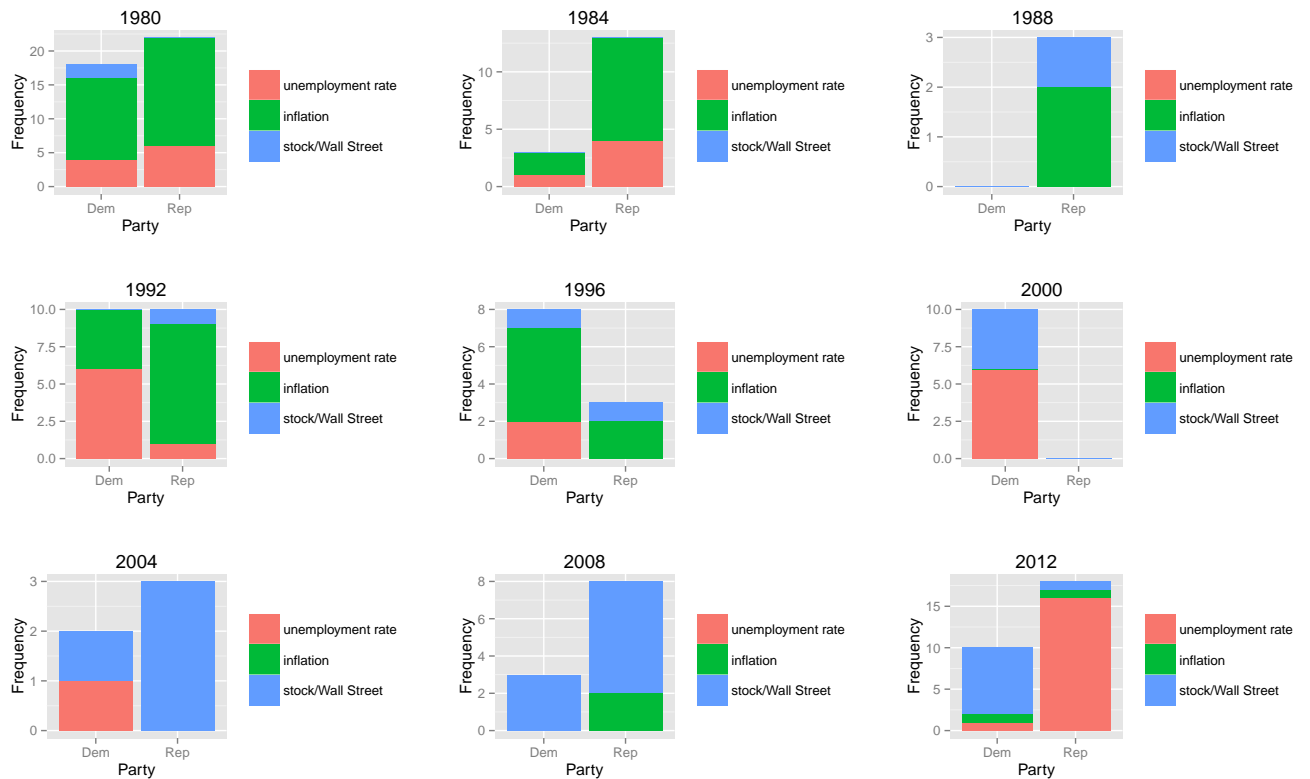 1980
Frequency
20
15
10
5
0
Dem Rep
Party
unemployment rate
inflation
stock/Wall Street
1984
Frequency
10
5
0
Dem Rep
Party
unemployment rate
inflation
stock/Wall Street
1988
Frequency
3
2
1
0
Dem Rep
Party
unemployment rate
inflation
stock/Wall Street
1992
Frequency
10.0
7.5
5.0
2.5
0.0
Dem Rep
Party
unemployment rate
inflation
stock/Wall Street
1996
Frequency
8
6
4
2
0
Dem Rep
Party
unemployment rate
inflation
stock/Wall Street
2000
Frequency
10.0
7.5
5.0
2.5
0.0
Dem Rep
Party
unemployment rate
inflation
stock/Wall Street
2004
Frequency
3
2
1
0
Dem Rep
Party
unemployment rate
inflation
stock/Wall Street
2008
Frequency
8
6
4
2
0
Dem Rep
Party
unemployment rate
inflation
stock/Wall Street
2012
Frequency
15
10
5
0
Dem Rep
Party
unemployment rate
inflation
stock/Wall Street